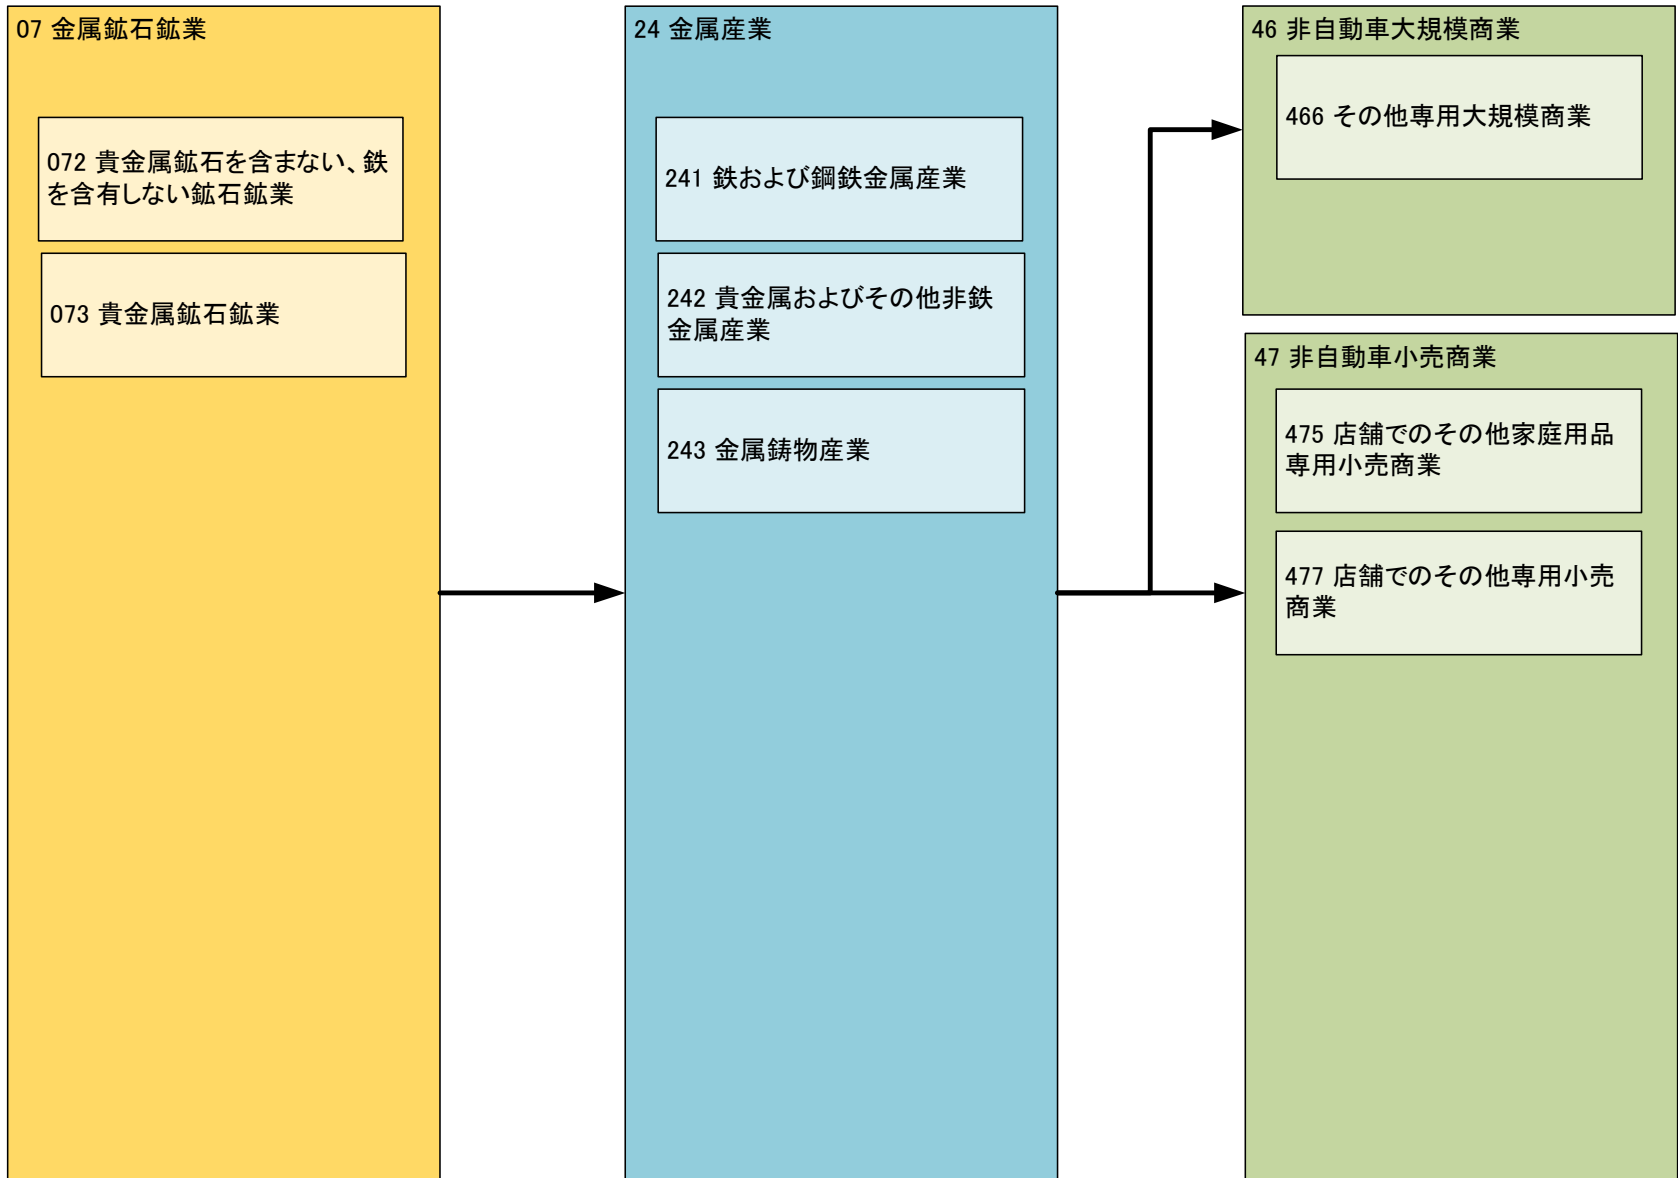 07 金属鉱石鉱業
072 貴金属鉱石を含まない、鉄
を含有しない鉱石鉱業
073 貴金属鉱石鉱業
24 金属産業
241 鉄および鋼鉄金属産業
242 貴金属およびその他非鉄
金属産業
243 金属鋳物産業
46 非自動車大規模商業
466 その他専用大規模商業
47 非自動車小売商業
475 店舗でのその他家庭用品
専用小売商業
477 店舗でのその他専用小売
商業